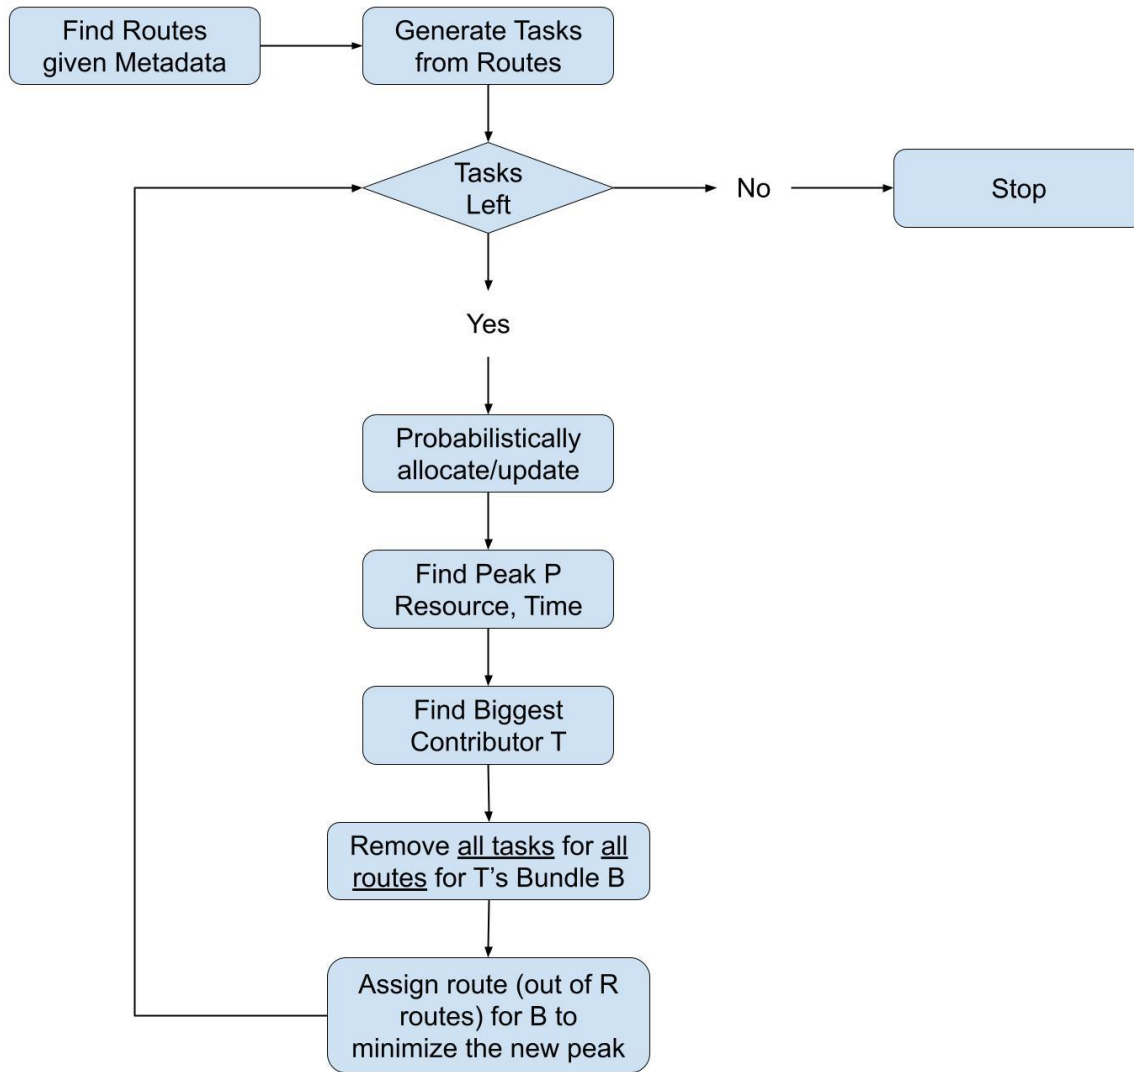 Find Routes
given Metadata
Generate Tasks
from Routes
Tasks
Left
No
Stop
Yes
Probabilistically
allocate/update
Find Peak P
Resource, Time
Find Biggest
Contributor T
Remove all tasks for all
routes for T’s Bundle B
Assign route (out of R
routes) for B to
minimize the new peak